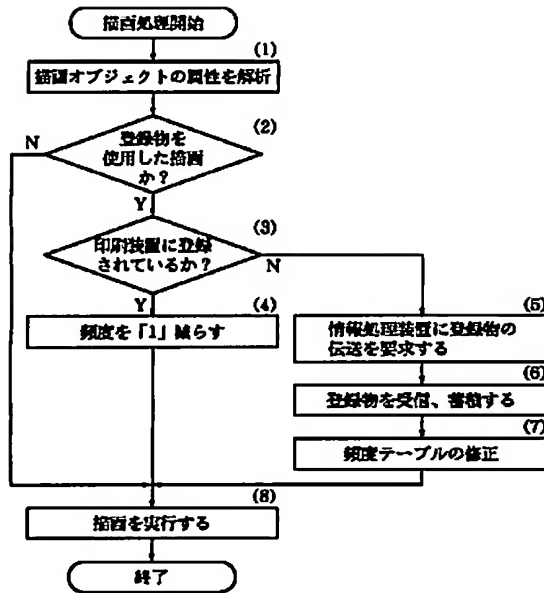 描画処理開始
(1)
描画オブジェクトの属性を解析
(2)
N
登録物を
使用した描画
か？
Y
(3)
印刷装置に登録
されているか？
N
Y
(4)
(5)
頻度を「1」減らす
情報処理装置に登録物の
伝送を要求する
(6)
登録物を受信、蓄積する
(7)
頻度テーブルの修正
(8)
描画を実行する
終了